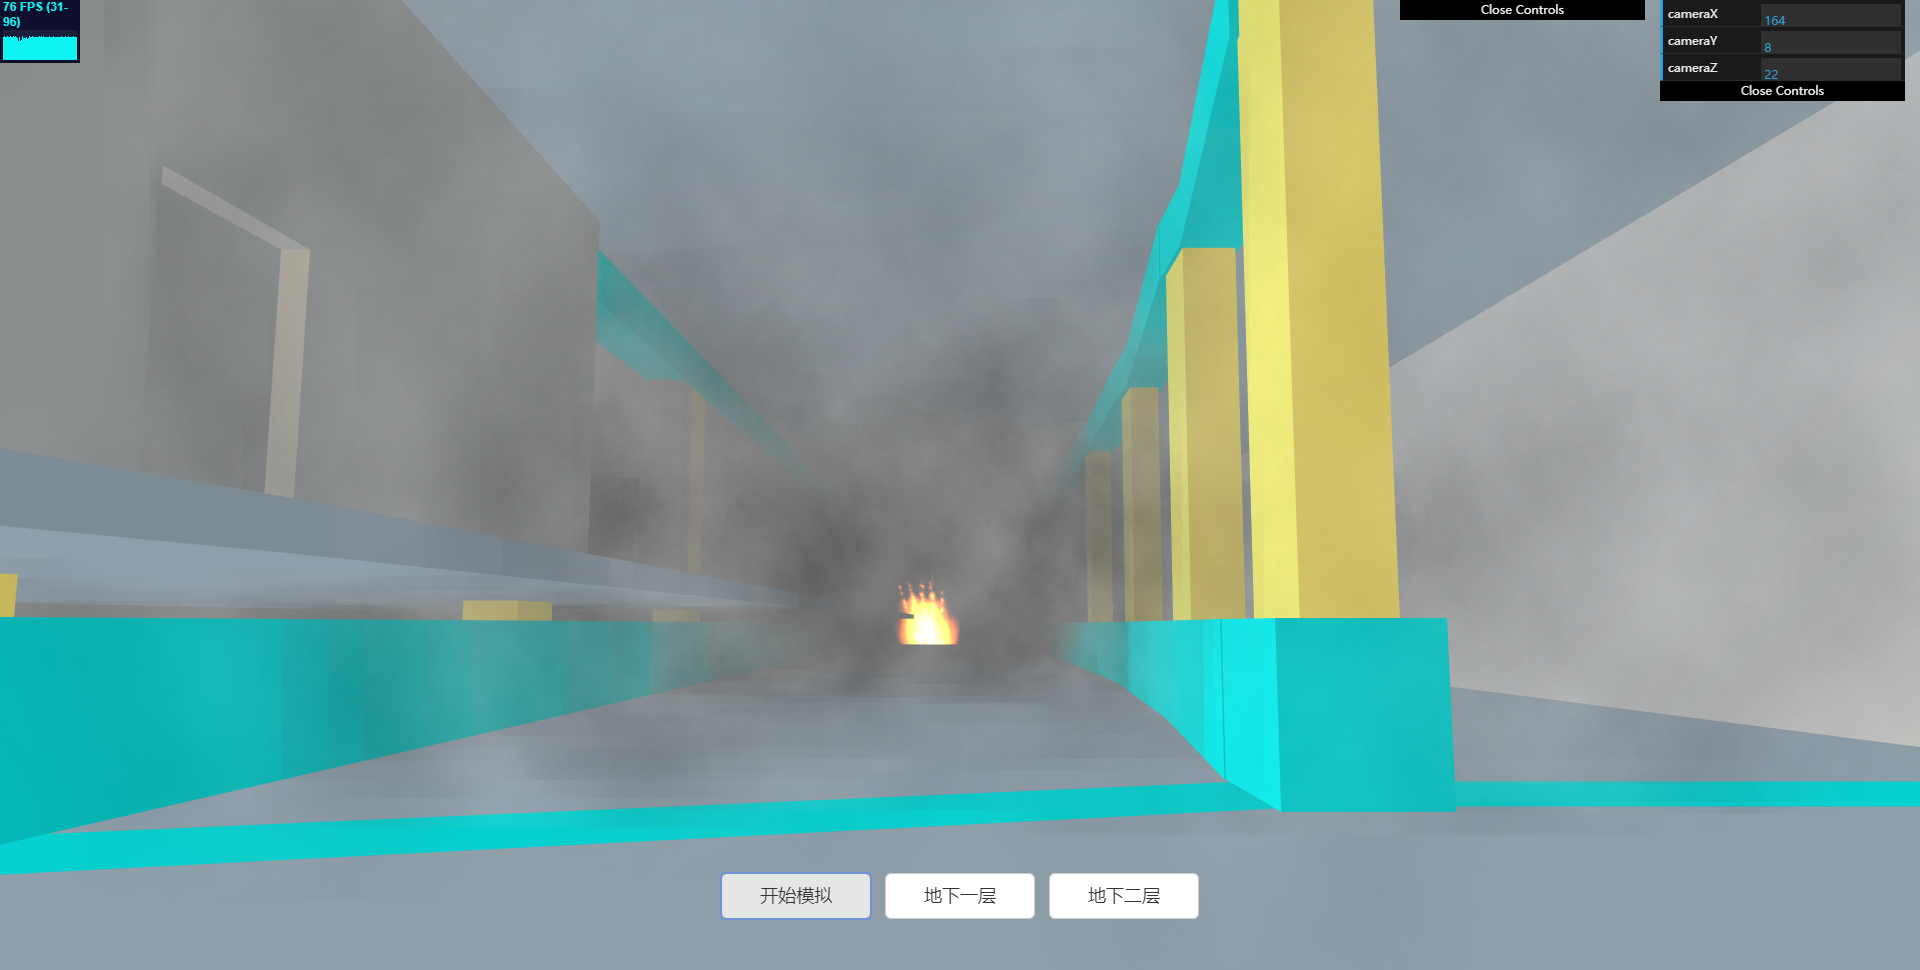 76 FPS (31-
96)
Close Controls
cameraX 164
cameraY 8
cameraZ 22
Close Controls
开始模拟
地下一层
地下二层